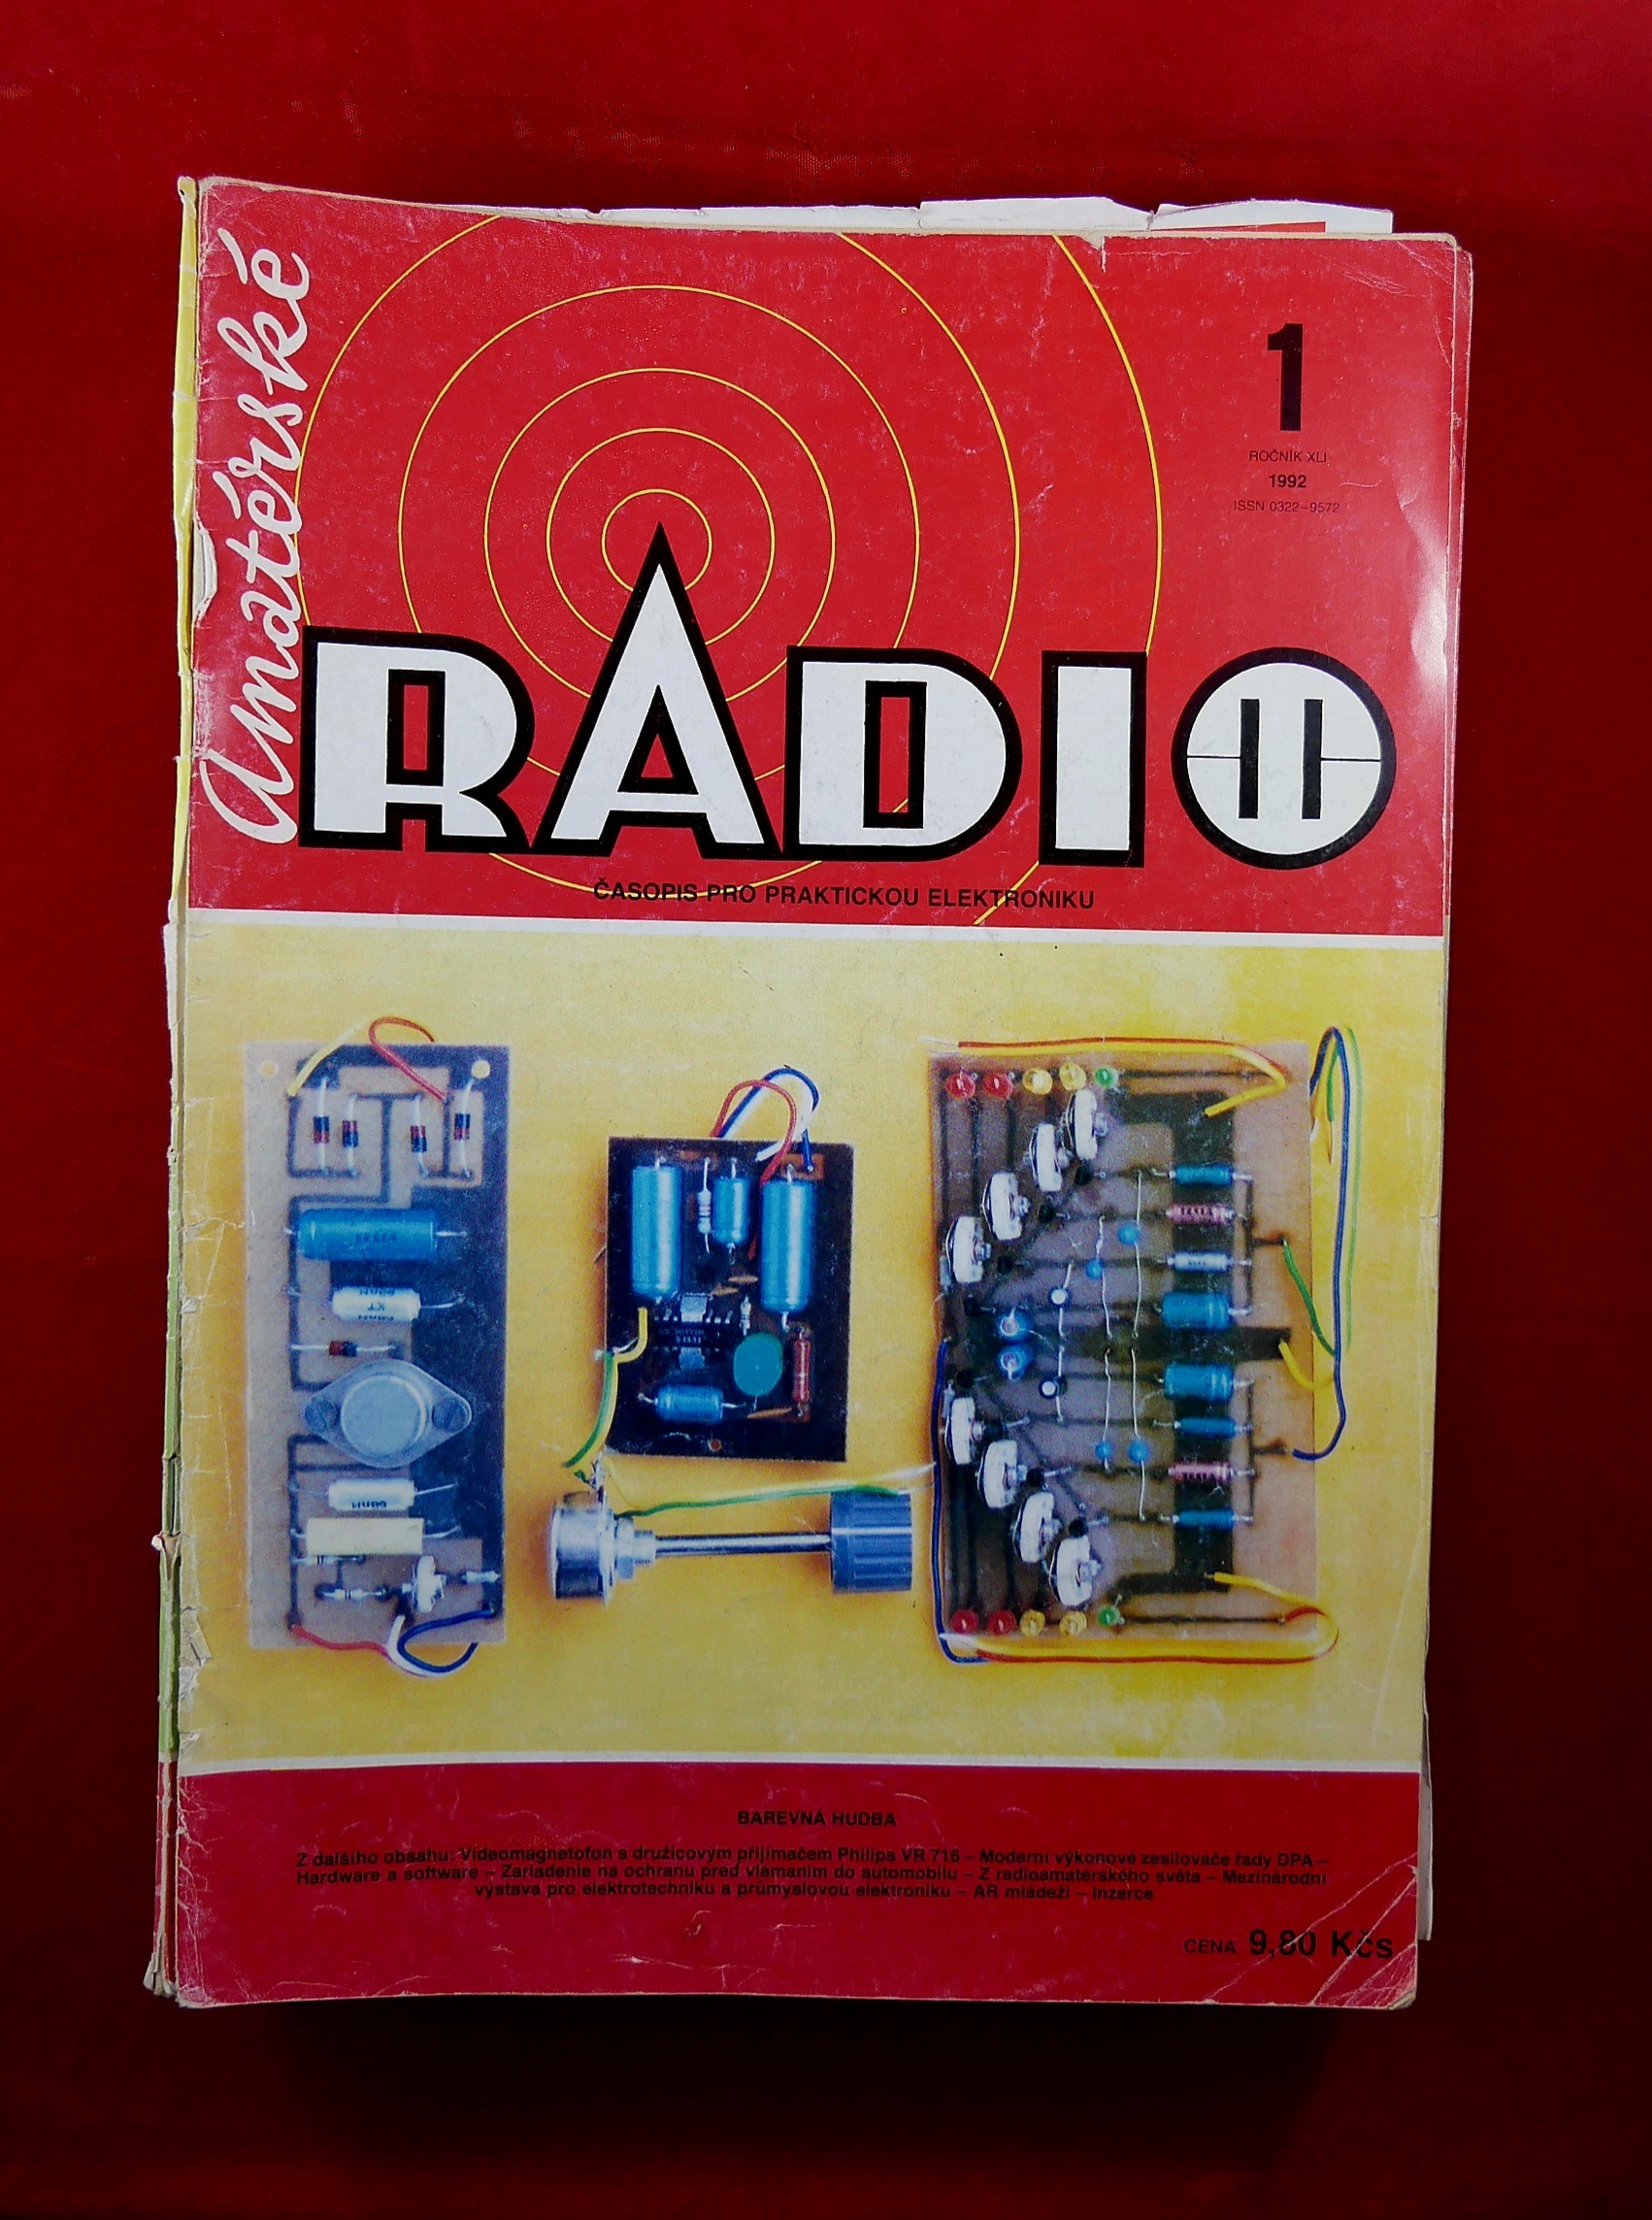 Amatérské
1
ROČNÍK XLI
1992
ISSN 0322-9572
RADIO
ČASOPIS PRO PRAKTICKOU ELEKTRONIKU
BAREVNÁ HUDBA
Z dalšího obsahu: Videomagnetofon s družicovým přijímačem Philips VR 716 – Moderní výkonové zesilovače řady DPA –
Hardware a software – Zariadenie na ochranu pred vlámaním do automobilu – Z radioamatérského světa – Mezinárodní
výstava pro elektrotechniku a průmyslovou elektroniku – AR mládeži – Inzerce
CENA 9,80 Kčs